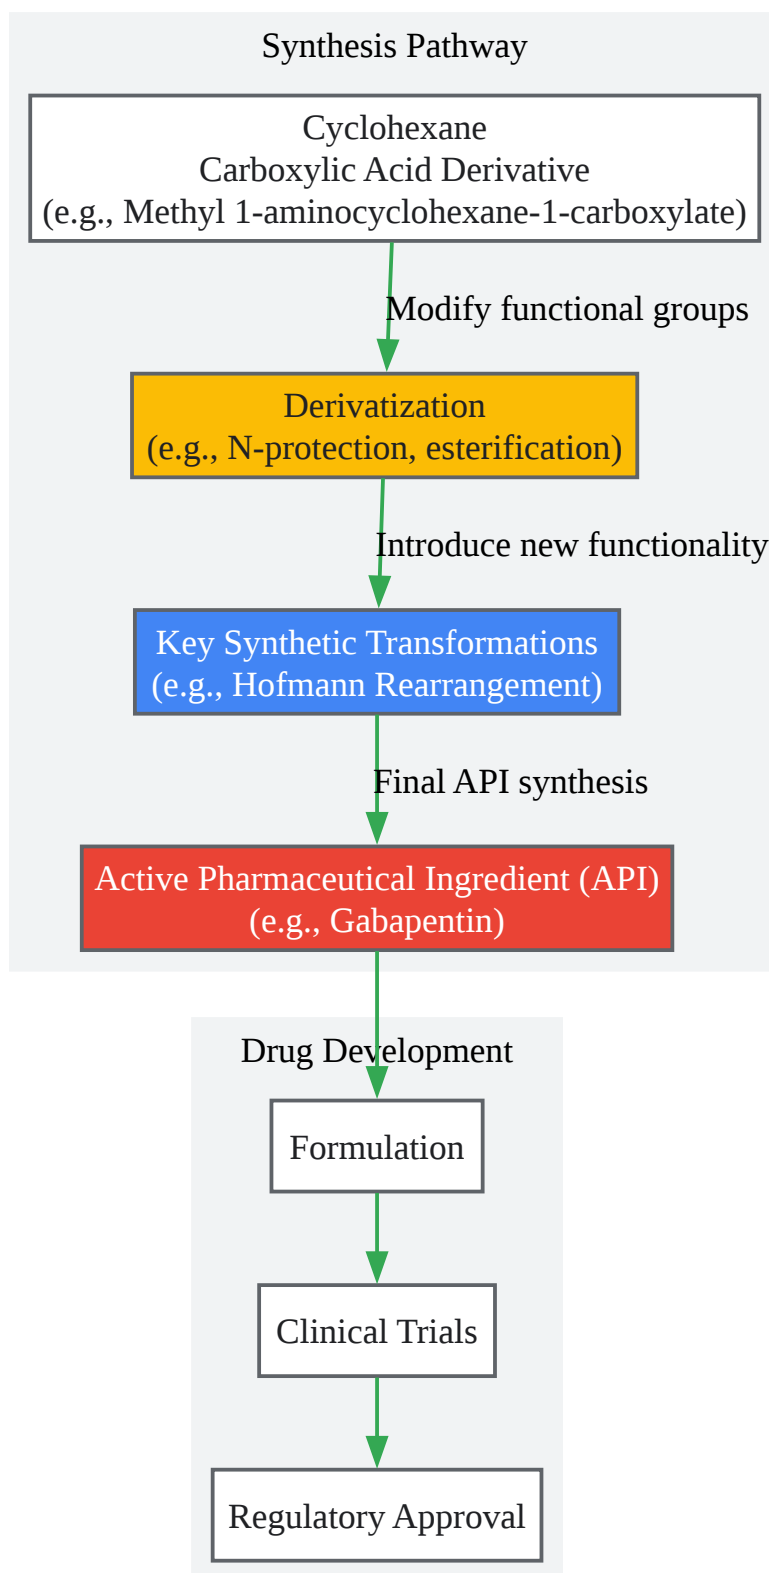 Synthesis Pathway
Cyclohexane
Carboxylic Acid Derivative
(e.g., Methyl 1-aminocyclohexane-1-carboxylate)
Modify functional groups
Derivatization
(e.g., N-protection, esterification)
Introduce new functionality
Key Synthetic Transformations
(e.g., Hofmann Rearrangement)
Final API synthesis
Active Pharmaceutical Ingredient (API)
(e.g., Gabapentin)
Drug Development
Formulation
Clinical Trials
Regulatory Approval